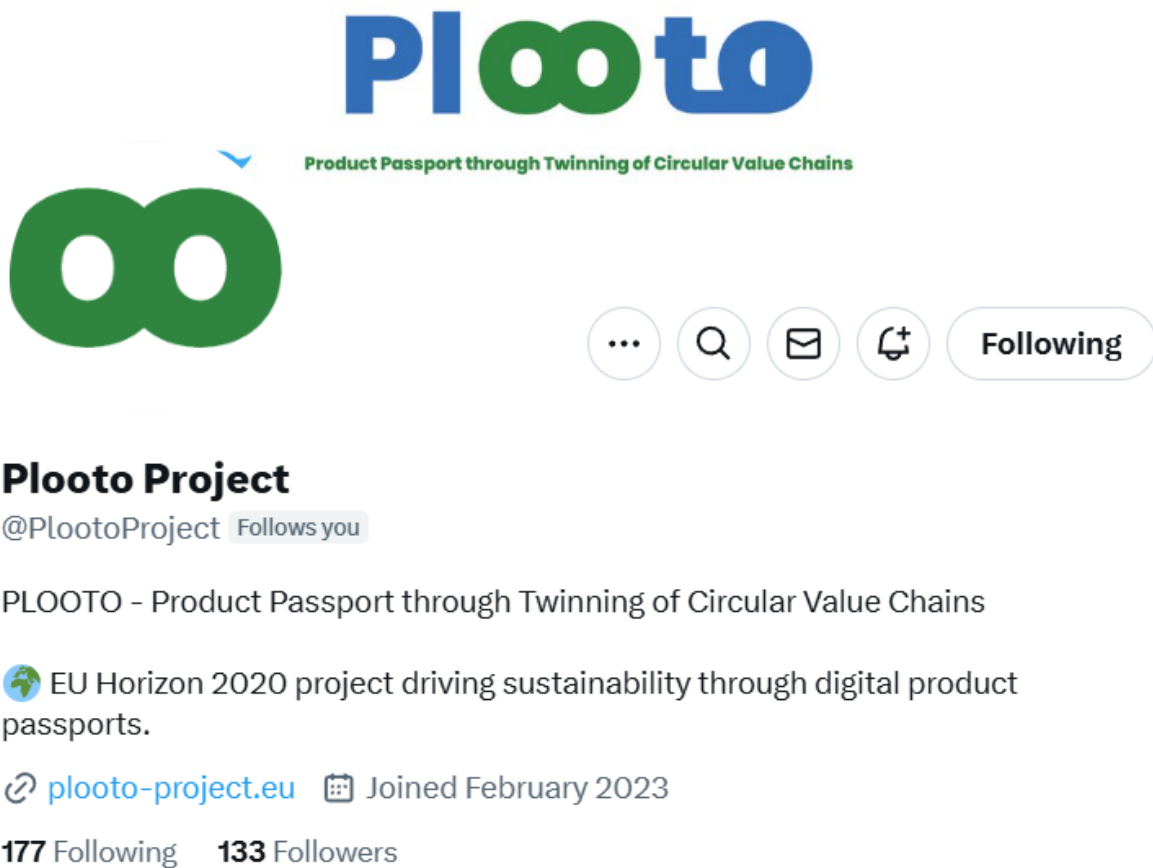 Plooto
Product Passport through Twinning of Circular Value Chains
oo
Following
Plooto Project
@PlootoProject Follows you
PLOOTO - Product Passport through Twinning of Circular Value Chains
EU Horizon 2020 project driving sustainability through digital product
passports.
plooto-project.eu Joined February 2023
177 Following 133 Followers